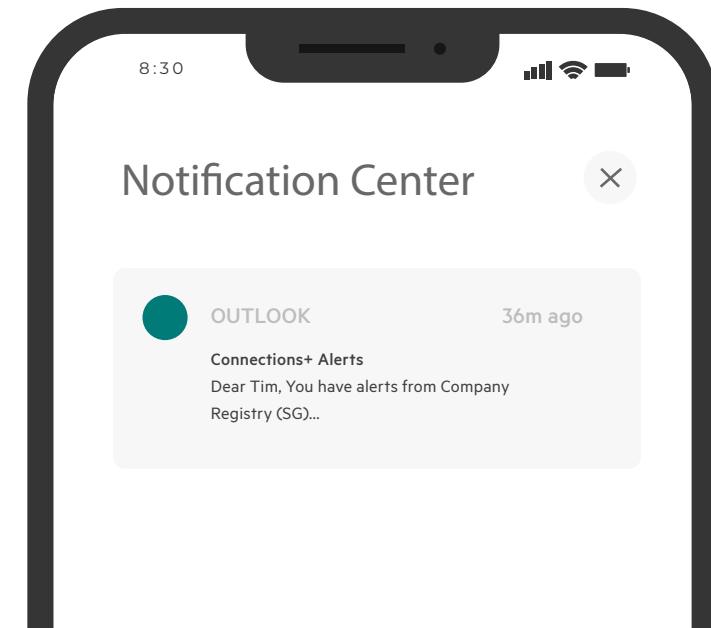 8:30
Notification Center
OUTLOOK 36m ago
Connections+ Alerts
Dear Tim, You have alerts from Company
Registry (SG)...